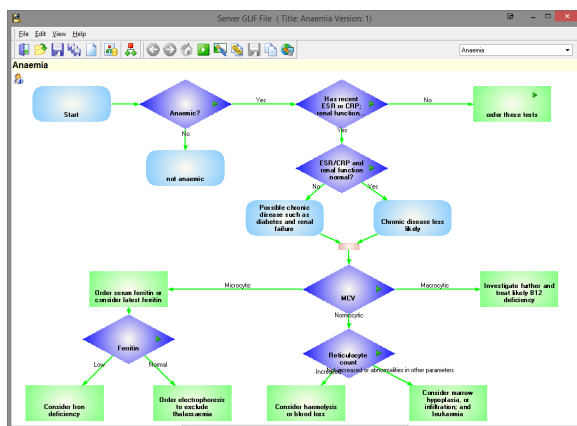 Server GLIF File ( Title: Anaemia Version: 1)
File Edit View Help
Anaemia
Anaemia
Start
Anaemic?
Yes
Has recent
ESR or CRP;
renal function...
No
order these tests
No
Yes
not anaemic
ESR/CRP and
renal function
normal?
No
Yes
Possible chronic
disease such as
diabetes and renal
failure
Chronic disease less
likely
Order serum ferritin or
consider latest ferritin
Microcytic
MCV
Macrocytic
Investigate further and
treat likely B12
deficiency
Normocytic
Ferritin
Reticulocyte
count
Low
Normal
Increased
Not increased or abnormalities in other parameters
Consider Iron
deficiency
Order electrophoresis
to exclude
thalassaemia
Consider haemolysis
or blood loss
Consider marrow
hypoplasia, or
infiltration; and
leukaemia